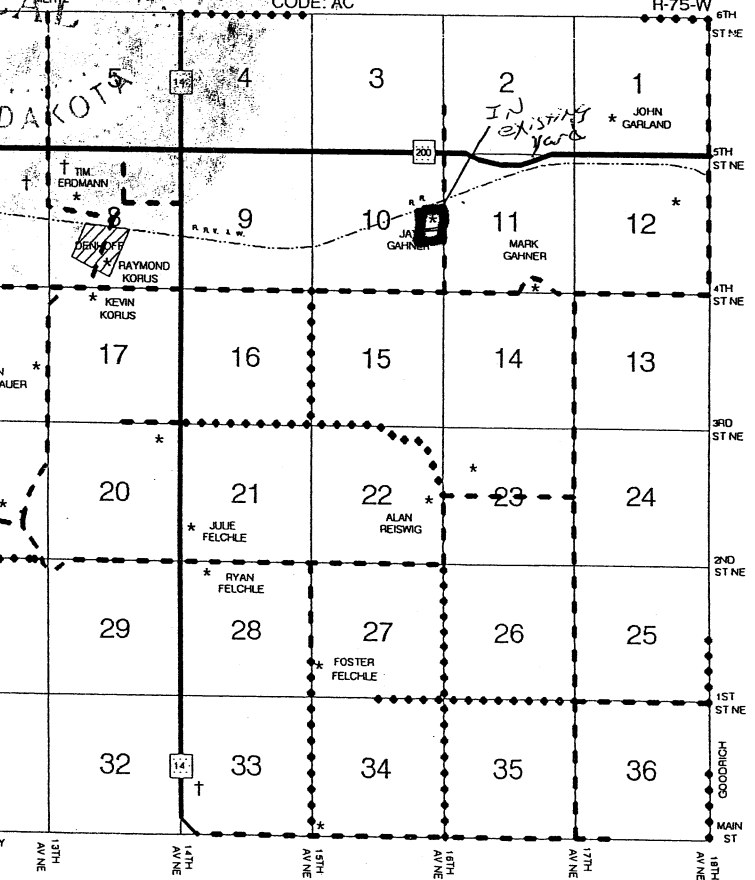 CODE: AC
R-75-W
6TH
ST NE
5
4
3
2
1
14
DAKOTA
IN
existing
yard
JOHN
GARLAND
200
5TH
ST NE
TIM
ERDMANN
8
9
10
11
12
R. R.
R. R. V. & W.
DENHOFF
GAHNER
MARK
GAHNER
RAYMOND
KORUS
4TH
ST NE
KEVIN
KORUS
17
16
15
14
13
AUER
3RD
ST NE
20
21
22
23
24
JULIE
FELCHLE
ALAN
REISWIG
2ND
ST NE
RYAN
FELCHLE
29
28
27
26
25
FOSTER
FELCHLE
1ST
ST NE
32
33
34
35
36
14
GOODRICH
MAIN
ST
13TH
AV NE
14TH
AV NE
15TH
AV NE
16TH
AV NE
17TH
AV NE
18TH
AV NE